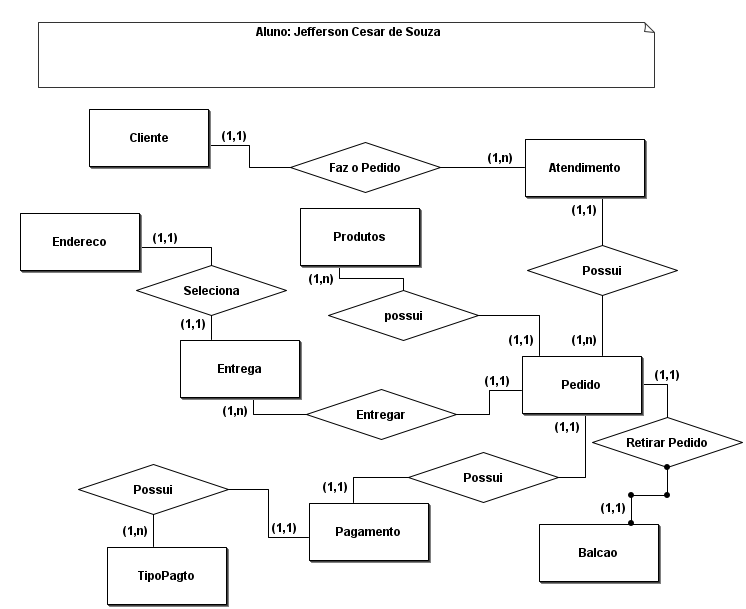 Aluno: Jefferson Cesar de Souza
Cliente
(1,1)
Faz o Pedido
(1,n)
Atendimento
(1,1)
Endereco
(1,1)
Produtos
(1,n)
Possui
Seleciona
(1,1)
possui
(1,1)
(1,n)
Entrega
(1,n)
Entregar
(1,1)
Pedido
(1,1)
(1,1)
Retirar Pedido
Possui
(1,1)
Possui
(1,n)
(1,1)
Pagamento
(1,1)
Balcao
TipoPagto